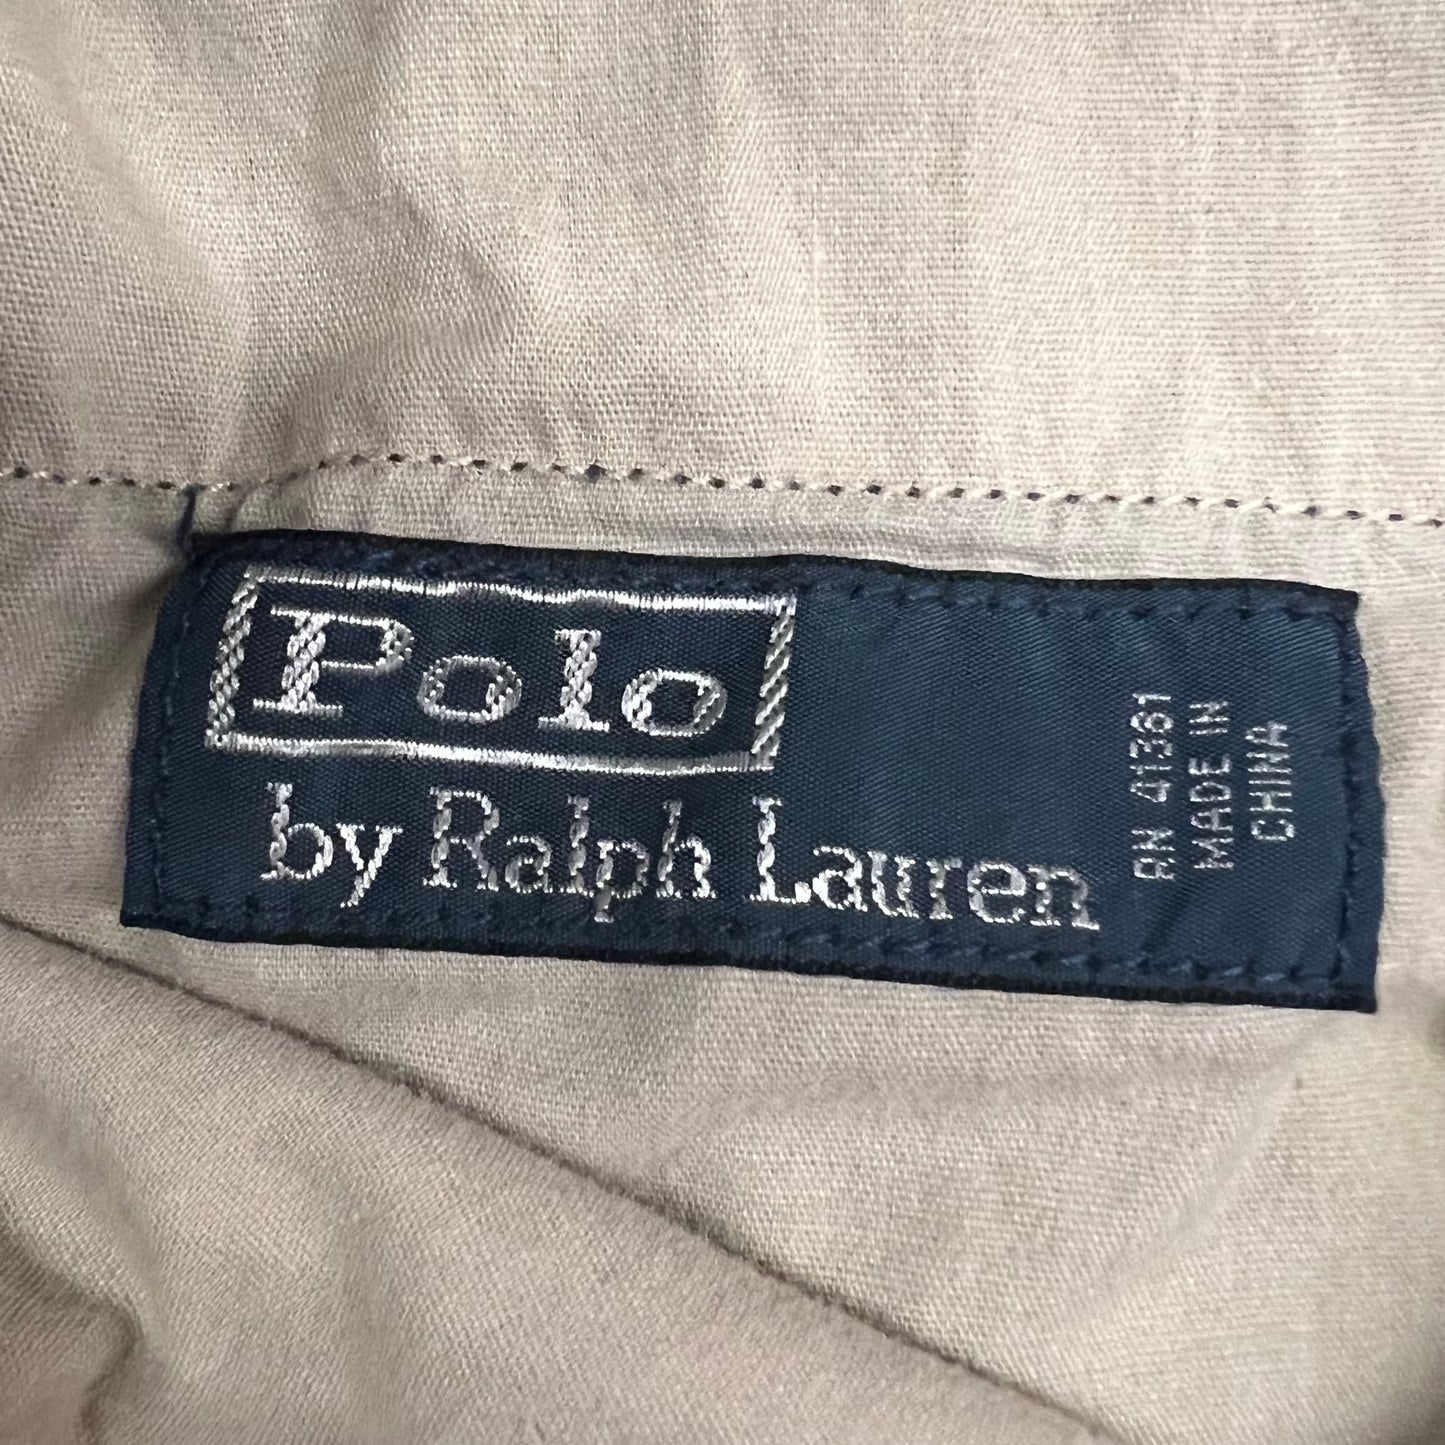 Polo
by Ralph Lauren
RN 41381
MADE IN
CHINA